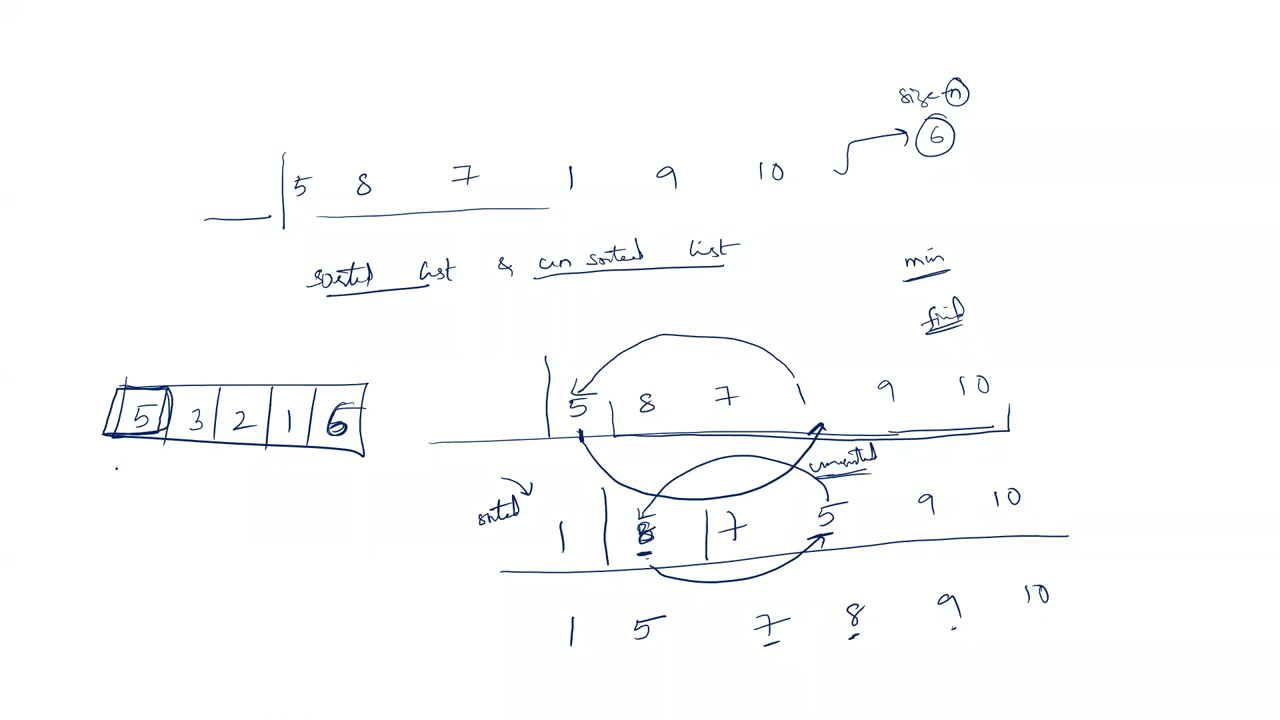 size n
6
5 8 7 1 9 10
sorted list & un sorted list
min
find
5 8 7 1 9 10
5 3 2 1 6
unsorted
sorted
1 8 7 5 9 10
1 5 7 8 9 10